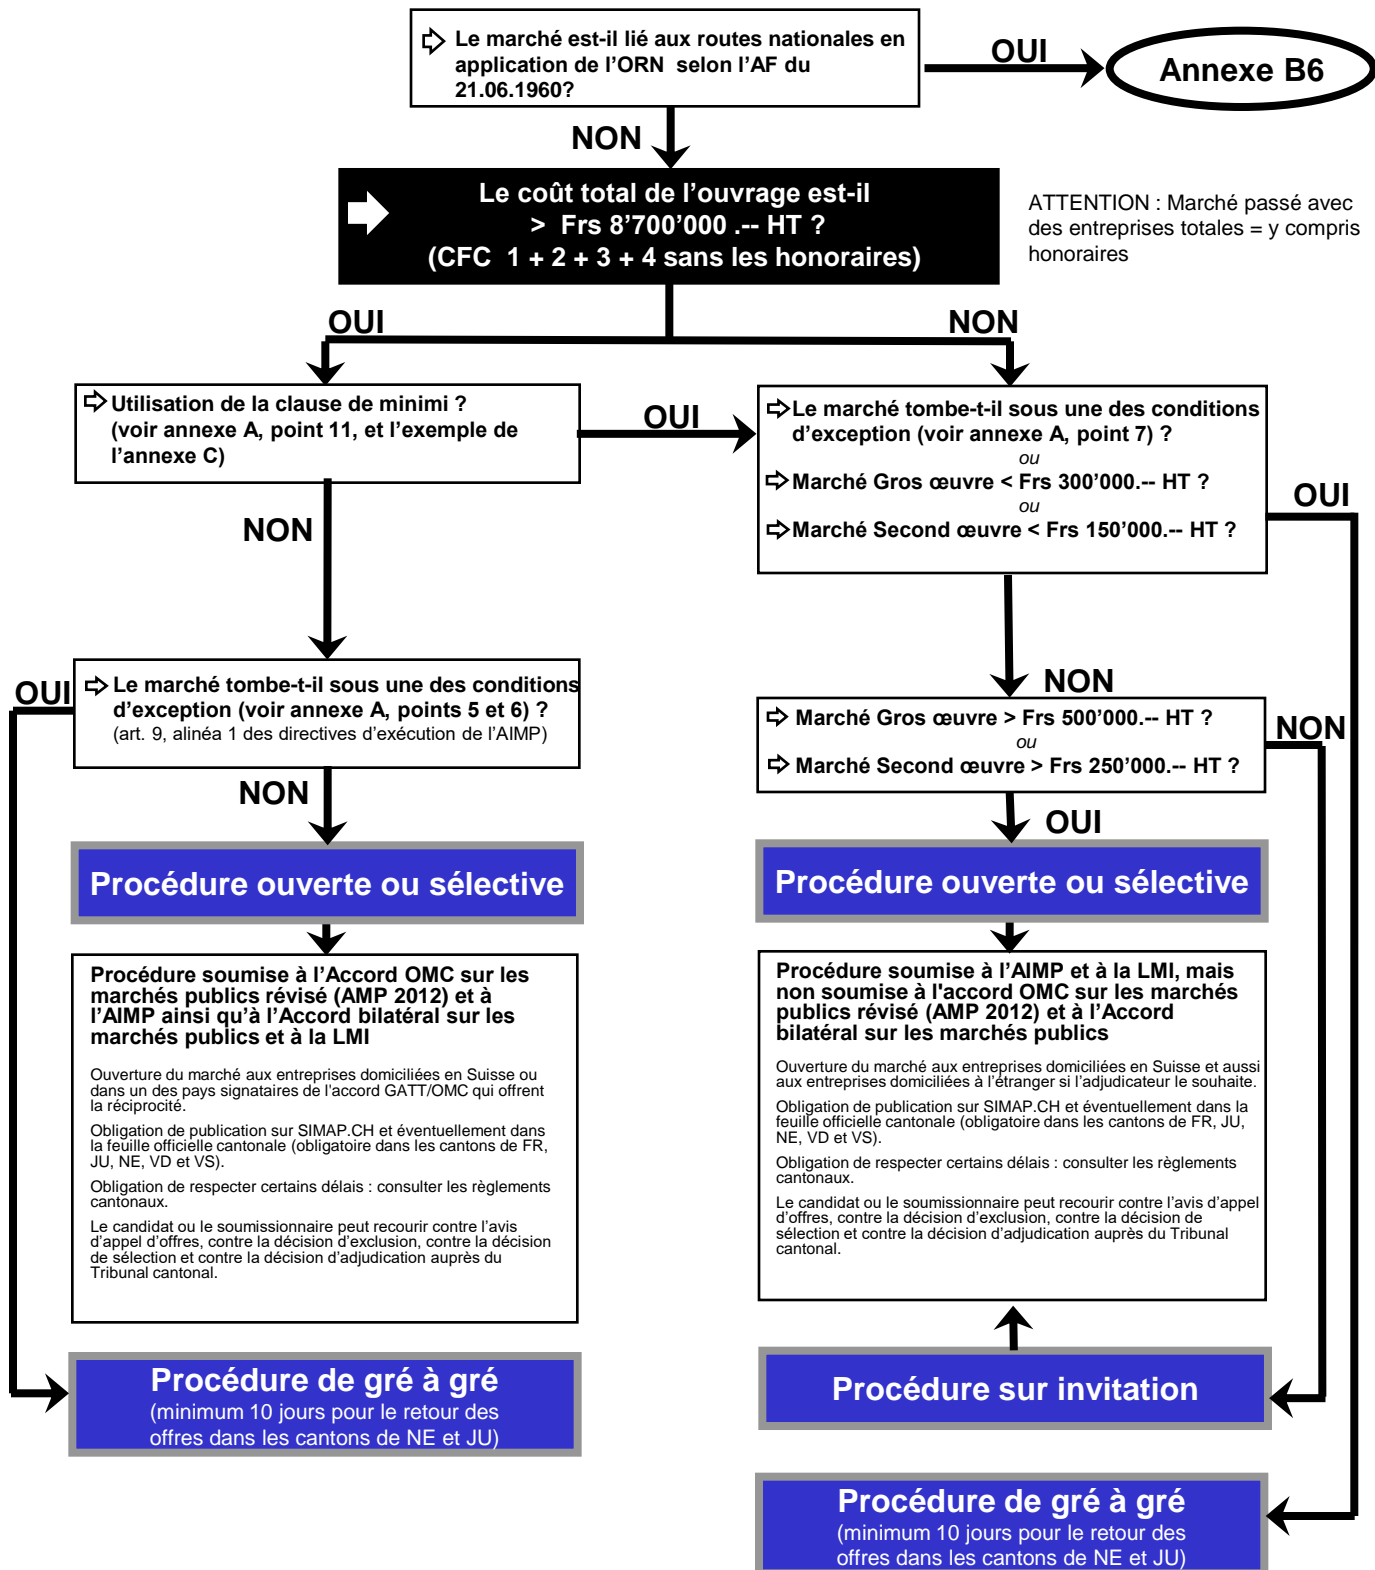 Le marché est-il lié aux routes nationales en
application de l’ORN  selon l’AF du
21.06.1960?
OUI
Annexe B6
NON
Le coût total de l’ouvrage est-il
>  Frs 8’700’000 .-- HT ?
(CFC  1 + 2 + 3 + 4 sans les honoraires)
ATTENTION : Marché passé avec
des entreprises totales = y compris
honoraires
OUI
NON
Utilisation de la clause de minimi ?
(voir annexe A, point 11, et l’exemple de
l’annexe C)
OUI
Le marché tombe-t-il sous une des conditions
d’exception (voir annexe A, point 7) ?
ou
Marché Gros œuvre < Frs 300’000.-- HT ?
ou
Marché Second œuvre < Frs 150’000.-- HT ?
OUI
NON
OUI
Le marché tombe-t-il sous une des conditions
d’exception (voir annexe A, points 5 et 6) ?
(art. 9, alinéa 1 des directives d’exécution de l’AIMP)
NON
Marché Gros œuvre > Frs 500’000.-- HT ?
ou
Marché Second œuvre > Frs 250’000.-- HT ?
NON
NON
OUI
Procédure ouverte ou sélective
Procédure ouverte ou sélective
Procédure soumise à l’Accord OMC sur les
marchés publics révisé (AMP 2012) et à
l’AIMP ainsi qu’à l’Accord bilatéral sur les
marchés publics et à la LMI
Ouverture du marché aux entreprises domiciliées en Suisse ou
dans un des pays signataires de l'accord GATT/OMC qui offrent
la réciprocité.
Obligation de publication sur SIMAP.CH et éventuellement dans
la feuille officielle cantonale (obligatoire dans les cantons de FR,
JU, NE, VD et VS).
Obligation de respecter certains délais : consulter les règlements
cantonaux.
Le candidat ou le soumissionnaire peut recourir contre l’avis
d’appel d’offres, contre la décision d’exclusion, contre la décision
de sélection et contre la décision d’adjudication auprès du
Tribunal cantonal.
Procédure soumise à l’AIMP et à la LMI, mais
non soumise à l'accord OMC sur les marchés
publics révisé (AMP 2012) et à l’Accord
bilatéral sur les marchés publics
Ouverture du marché aux entreprises domiciliées en Suisse et aussi
aux entreprises domiciliées à l’étranger si l’adjudicateur le souhaite.
Obligation de publication sur SIMAP.CH et éventuellement dans la
feuille officielle cantonale (obligatoire dans les cantons de FR, JU,
NE, VD et VS).
Obligation de respecter certains délais : consulter les règlements
cantonaux.
Le candidat ou le soumissionnaire peut recourir contre l’avis d’appel
d’offres, contre la décision d’exclusion, contre la décision de
sélection et contre la décision d’adjudication auprès du Tribunal
cantonal.
Procédure de gré à gré
(minimum 10 jours pour le retour des
offres dans les cantons de NE et JU)
Procédure sur invitation
Procédure de gré à gré
(minimum 10 jours pour le retour des
offres dans les cantons de NE et JU)